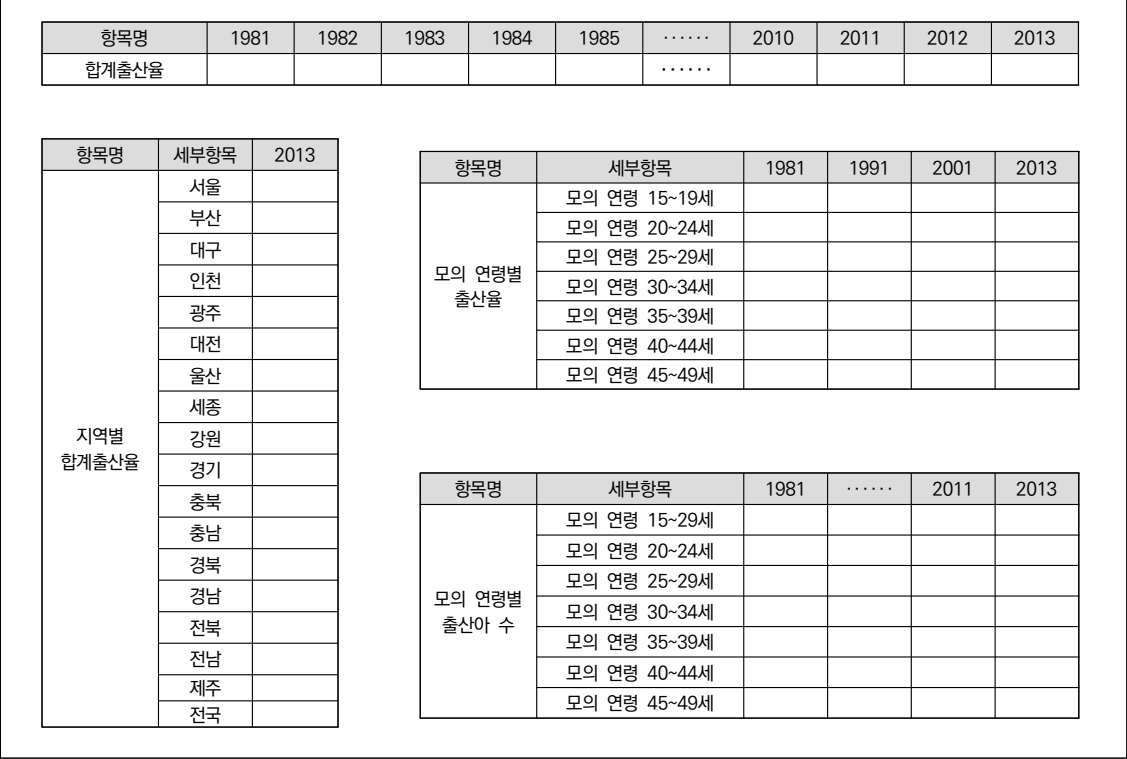 항목명 1981 1982 1983 1984 1985 ······ 2010 2011 2012 2013
합계출산율 ······
항목명 세부항목 2013
지역별
합계출산율
서울
부산
대구
인천
광주
대전
울산
세종
강원
경기
충북
충남
경북
경남
전북
전남
제주
전국
항목명 세부항목 1981 1991 2001 2013
모의 연령별
출산율
모의 연령 15~19세
모의 연령 20~24세
모의 연령 25~29세
모의 연령 30~34세
모의 연령 35~39세
모의 연령 40~44세
모의 연령 45~49세
항목명 세부항목 1981 ······ 2011 2013
모의 연령별
출산아 수
모의 연령 15~29세
모의 연령 20~24세
모의 연령 25~29세
모의 연령 30~34세
모의 연령 35~39세
모의 연령 40~44세
모의 연령 45~49세